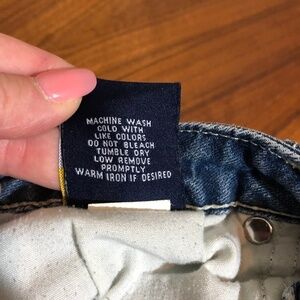 MACHINE WASH
COLD WITH
LIKE COLORS
DO NOT BLEACH
TUMBLE DRY
LOW REMOVE
PROMPTLY
WARM IRON IF DESIRED